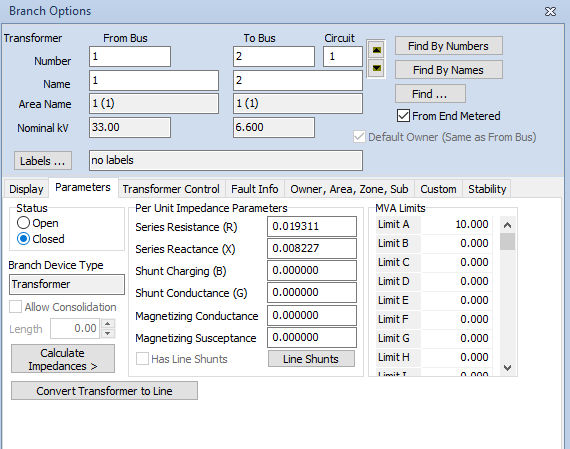 Branch Options
Transformer From Bus To Bus Circuit
Number 1 2 1 Find By Numbers
Name 1 2 Find By Names
Area Name 1 (1) 1 (1) Find ...
Nominal kV 33.00 6.600 From End Metered
Default Owner (Same as From Bus)
Labels ... no labels
Display Parameters Transformer Control Fault Info Owner, Area, Zone, Sub Custom Stability
Status Per Unit Impedance Parameters MVA Limits
Open Series Resistance (R) 0.019311 Limit A 10.000
Closed Series Reactance (X) 0.008227 Limit B 0.000
Limit C 0.000
Branch Device Type Shunt Charging (B) 0.000000 Limit D 0.000
Transformer Shunt Conductance (G) 0.000000 Limit E 0.000
Allow Consolidation Magnetizing Conductance 0.000000 Limit F 0.000
Length 0.00 Magnetizing Susceptance 0.000000 Limit G 0.000
Calculate Has Line Shunts Line Shunts Limit H 0.000
Impedances > Limit I 0.000
Convert Transformer to Line